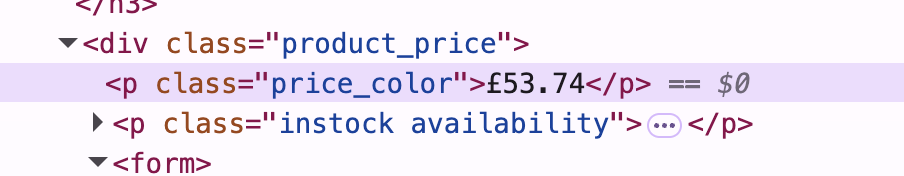 </h3>
<div class="product_price">
<p class="price_color">£53.74</p> == $0
<p class="instock availability">…</p>
<form>